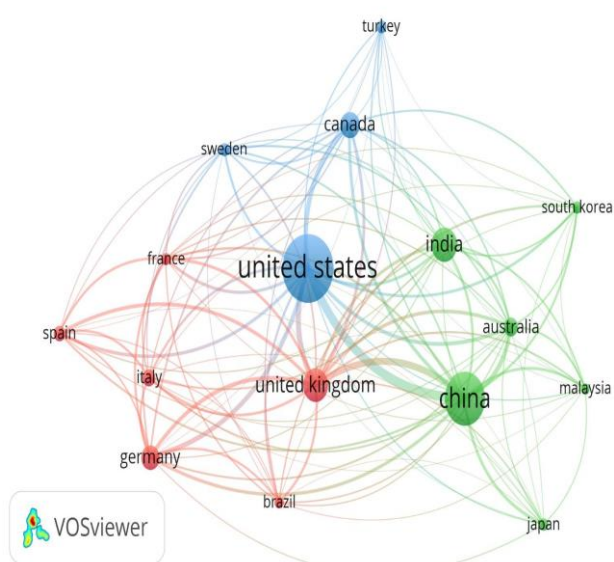 turkey
canada
sweden
south korea
india
france
united states
australia
spain
italy
united kingdom
malaysia
china
germany
brazil
japan
VOSviewer